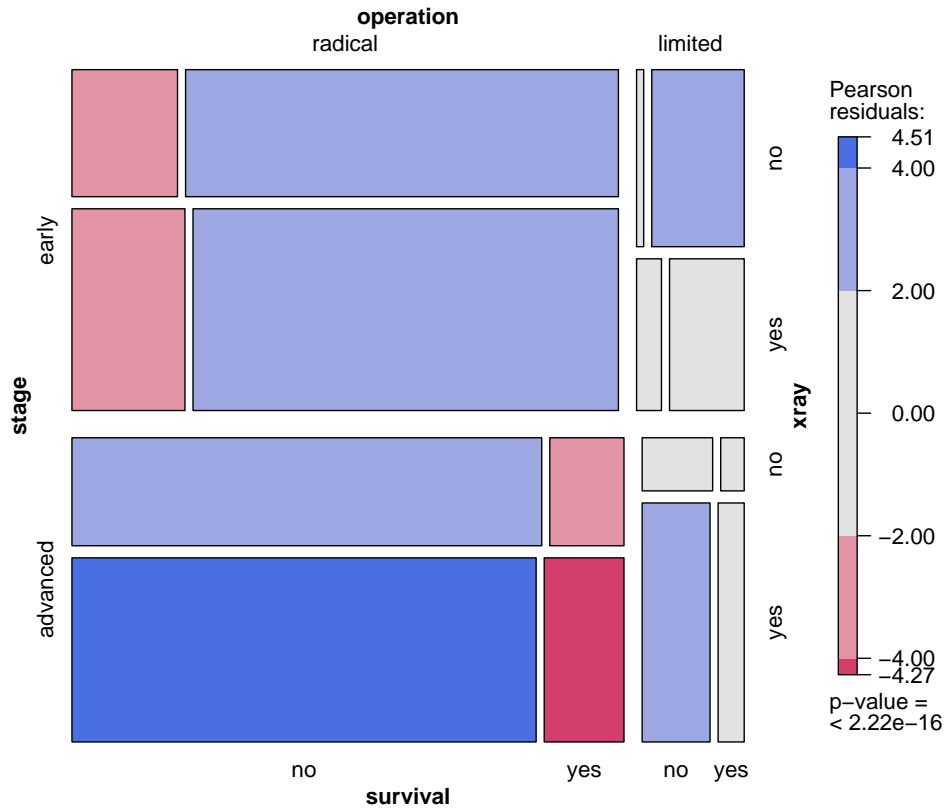 operation
radical
limited
stage
early
advanced
no
yes
no
yes
xray
no
yes
no
yes
survival
Pearson
residuals:
4.51
4.00
2.00
0.00
−2.00
−4.00
−4.27
p−value =
< 2.22e−16